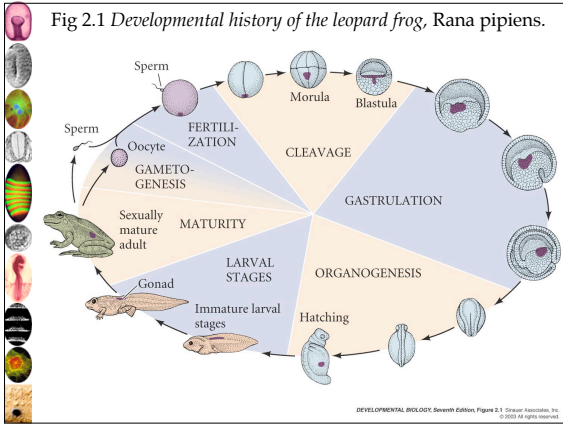 Fig 2.1 Developmental history of the leopard frog, Rana pipiens.
Sperm
Morula
Blastula
Sperm
FERTILI-
ZATION
Oocyte
CLEAVAGE
GAMETO-
GENESIS
GASTRULATION
Sexually
mature
adult
MATURITY
LARVAL
STAGES
ORGANOGENESIS
Gonad
Immature larval
stages
Hatching
DEVELOPMENTAL BIOLOGY, Seventh Edition, Figure 2.1 Sinauer Associates, Inc.
© 2003 All rights reserved.